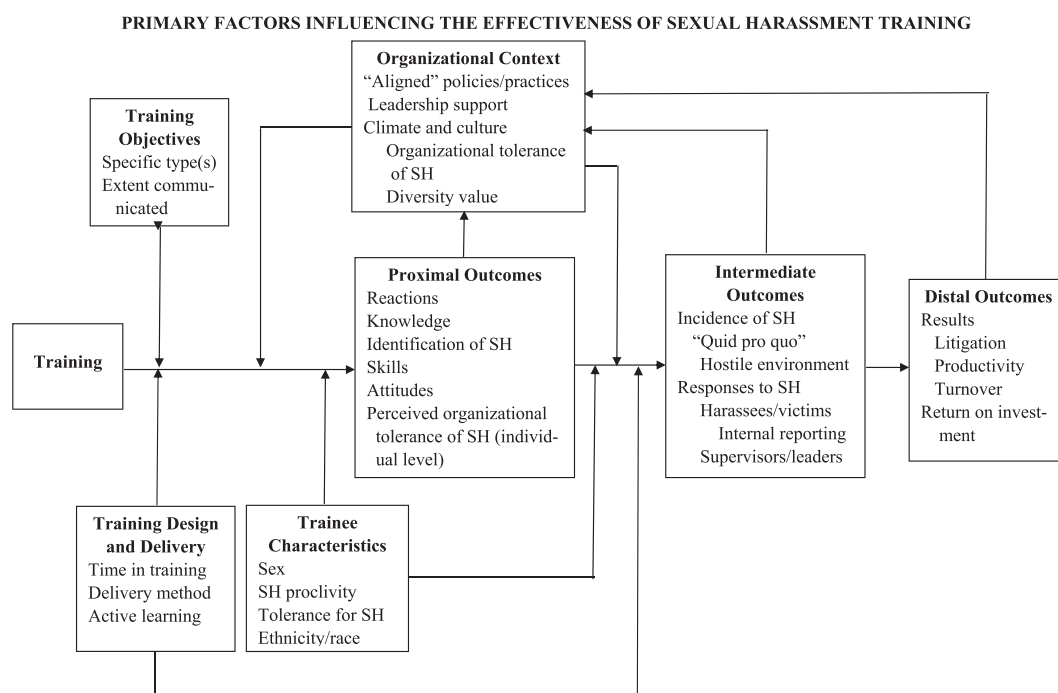 PRIMARY FACTORS INFLUENCING THE EFFECTIVENESS OF SEXUAL HARASSMENT TRAINING
Organizational Context
“Aligned” policies/practices
Leadership support
Climate and culture
Organizational tolerance
of SH
Diversity value
Training
Objectives
Specific type(s)
Extent commu-
nicated
Training
Proximal Outcomes
Reactions
Knowledge
Identification of SH
Skills
Attitudes
Perceived organizational
tolerance of SH (individ-
ual level)
Intermediate
Outcomes
Incidence of SH
“Quid pro quo”
Hostile environment
Responses to SH
Harassees/victims
Internal reporting
Supervisors/leaders
Distal Outcomes
Results
Litigation
Productivity
Turnover
Return on invest-
ment
Training Design
and Delivery
Time in training
Delivery method
Active learning
Trainee
Characteristics
Sex
SH proclivity
Tolerance for SH
Ethnicity/race